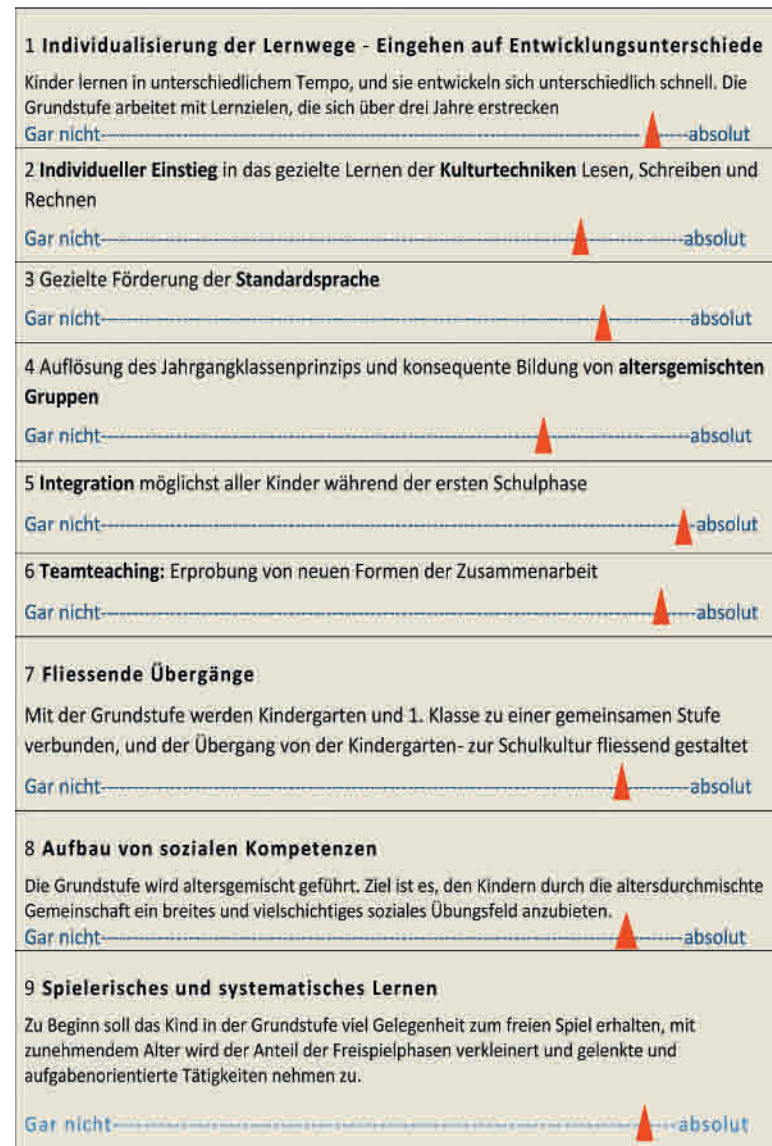 1 Individualisierung der Lernwege - Eingehen auf Entwicklungsunterschiede
Kinder lernen in unterschiedlichem Tempo, und sie entwickeln sich unterschiedlich schnell. Die
Grundstufe arbeitet mit Lernzielen, die sich über drei Jahre erstrecken
Gar nicht absolut
2 Individueller Einstieg in das gezielte Lernen der Kulturtechniken Lesen, Schreiben und
Rechnen
Gar nicht absolut
3 Gezielte Förderung der Standardsprache
Gar nicht absolut
4 Auflösung des Jahrgangklassenprinzips und konsequente Bildung von altersgemischten
Gruppen
Gar nicht absolut
5 Integration möglichst aller Kinder während der ersten Schulphase
Gar nicht absolut
6 Teamteaching: Erprobung von neuen Formen der Zusammenarbeit
Gar nicht absolut
7 Fliessende Übergänge
Mit der Grundstufe werden Kindergarten und 1. Klasse zu einer gemeinsamen Stufe
verbunden, und der Übergang von der Kindergarten- zur Schulkultur fliessend gestaltet
Gar nicht absolut
8 Aufbau von sozialen Kompetenzen
Die Grundstufe wird altersgemischt geführt. Ziel ist es, den Kindern durch die altersdurchmischte
Gemeinschaft ein breites und vielschichtiges soziales Übungsfeld anzubieten.
Gar nicht absolut
9 Spielerisches und systematisches Lernen
Zu Beginn soll das Kind in der Grundstufe viel Gelegenheit zum freien Spiel erhalten, mit
zunehmendem Alter wird der Anteil der Freispielphasen verkleinert und gelenkte und
aufgabenorientierte Tätigkeiten nehmen zu.
Gar nicht absolut